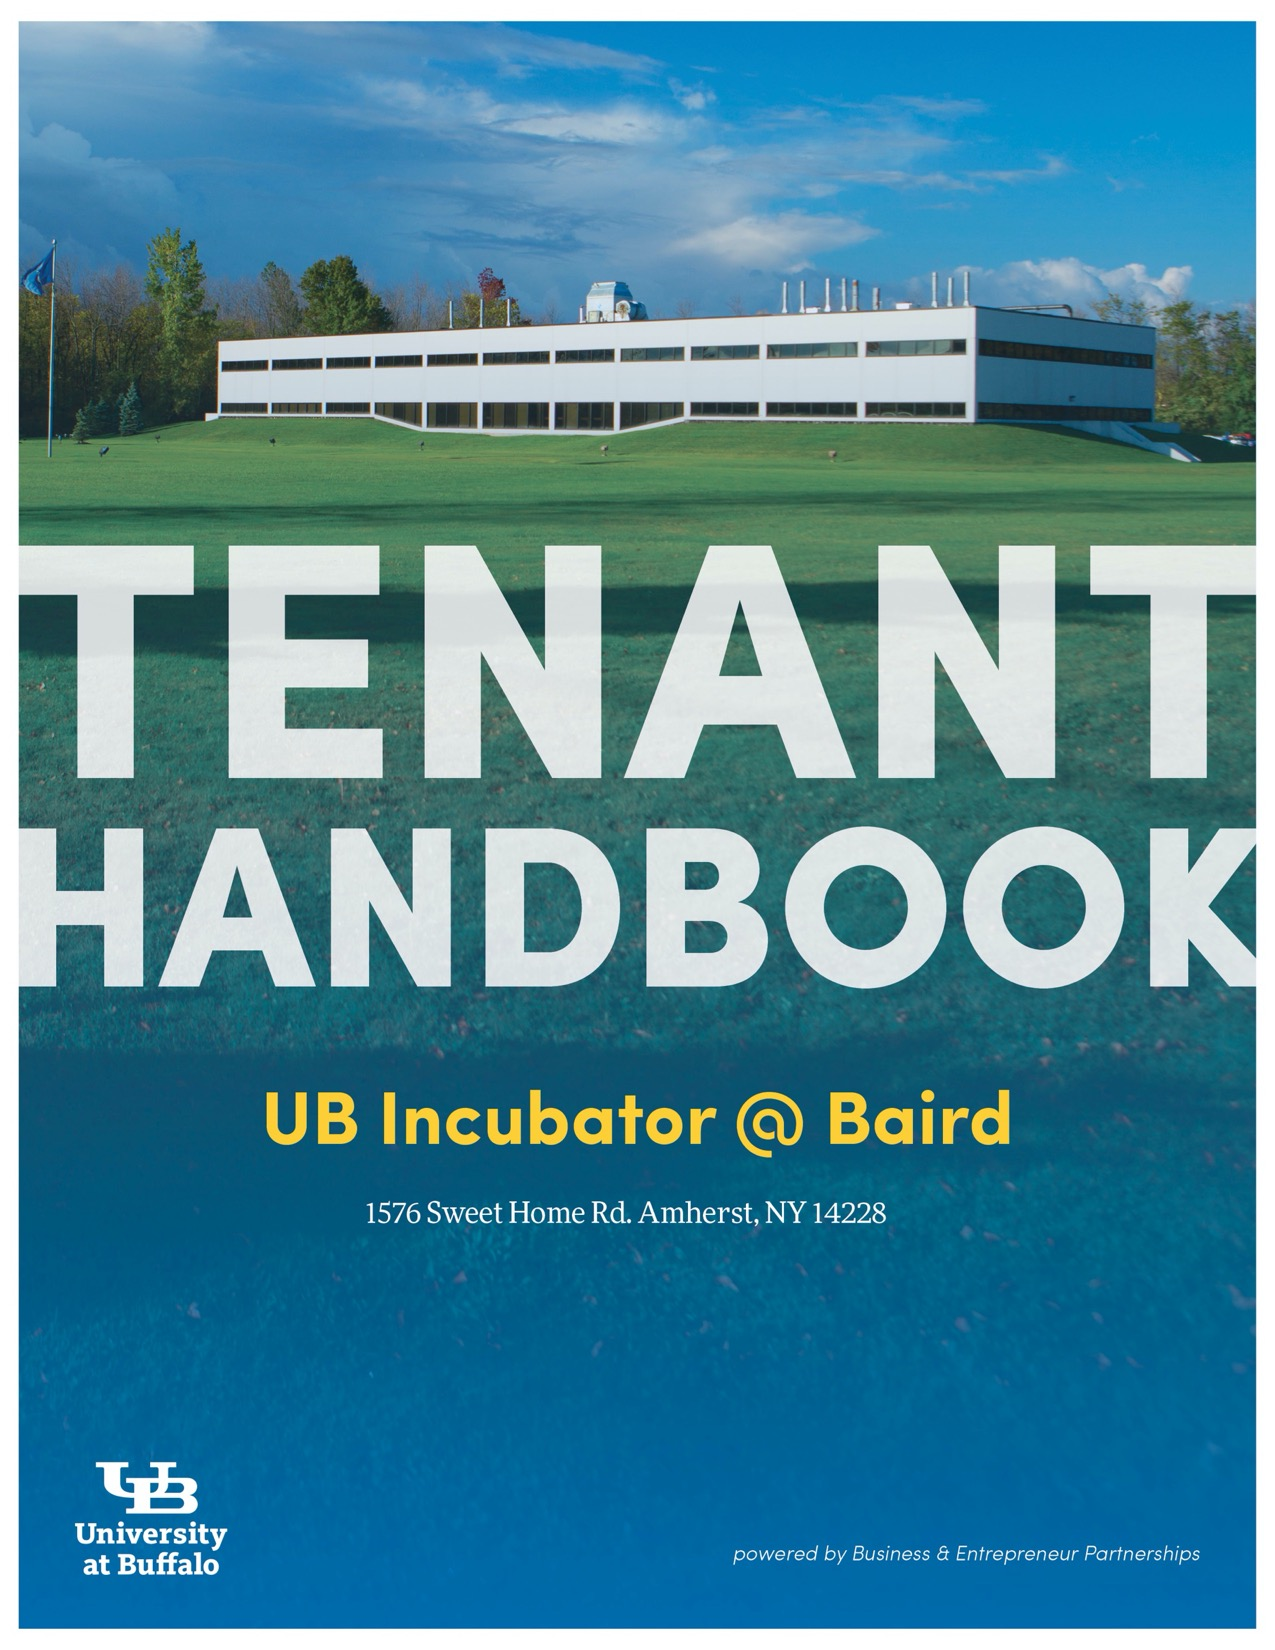 TENANT
HANDBOOK
UB Incubator @ Baird
1576 Sweet Home Rd. Amherst, NY 14228
UB
University
at Buffalo
powered by Business & Entrepreneur Partnerships